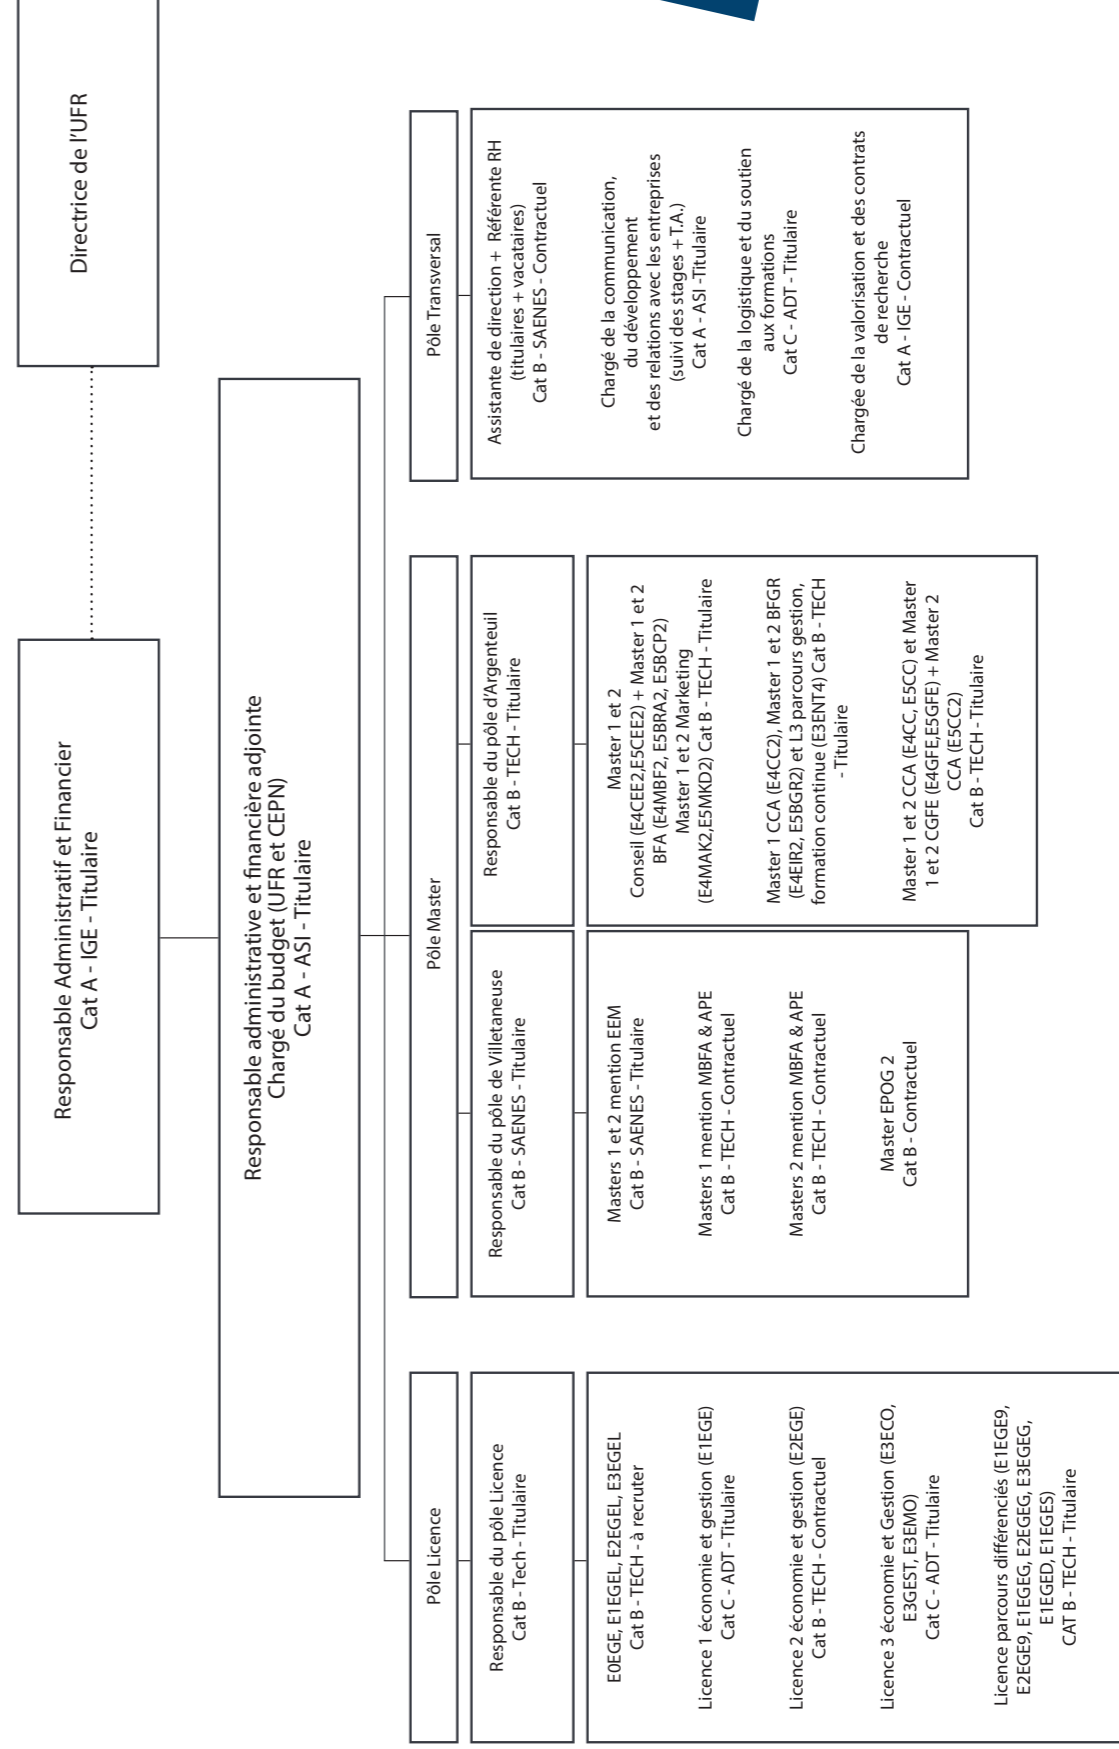 Directrice de l'UFR
Responsable Administratif et Financier
Cat A - IGE - Titulaire
Responsable administrative et financière adjointe
Chargé du budget (UFR et CEPN)
Cat A - ASI - Titulaire
Pôle Licence
Responsable du pôle Licence
Cat B - Tech - Titulaire
E0EGE, E1EGEL, E2EGEL, E3EGEL
Cat B - TECH - à recruter
Licence 1 économie et gestion (E1EGE)
Cat C - ADT - Titulaire
Licence 2 économie et gestion (E2EGE)
Cat B - TECH - Contractuel
Licence 3 économie et Gestion (E3ECO,
E3GEST, E3EMO)
Cat C - ADT - Titulaire
Licence parcours différenciés (E1EGE9,
E2EGE9, E1EGEG, E2EGEG, E3EGEG,
E1EGED, E1EGES)
CAT B - TECH - Titulaire
Pôle Master
Responsable du pôle de Villetaneuse
Cat B - SAENES - Titulaire
Masters 1 et 2 mention EEM
Cat B - SAENES - Titulaire
Masters 1 mention MBFA & APE
Cat B - TECH - Contractuel
Masters 2 mention MBFA & APE
Cat B - TECH - Contractuel
Master EPOG 2
Cat B - Contractuel
Responsable du pôle d'Argenteuil
Cat B - TECH - Titulaire
Master 1 et 2
Conseil (E4CEE2,E5CEE2) + Master 1 et 2
BFA (E4MBF2, E5BRA2, E5BCP2)
Master 1 et 2 Marketing
(E4MAK2,E5MKD2) Cat B - TECH - Titulaire
Master 1 CCA (E4CC2), Master 1 et 2 BFGR
(E4EIR2, E5BGR2) et L3 parcours gestion,
formation continue (E3ENT4) Cat B - TECH
- Titulaire
Master 1 et 2 CCA (E4CC, E5CC) et Master
1 et 2 CGFE (E4GFE,E5GFE) + Master 2
CCA (E5CC2)
Cat B - TECH - Titulaire
Pôle Transversal
Assistante de direction + Référente RH
(titulaires + vacataires)
Cat B - SAENES - Contractuel
Chargé de la communication,
du développement
et des relations avec les entreprises
(suivi des stages + T.A.)
Cat A - ASI -Titulaire
Chargé de la logistique et du soutien
aux formations
Cat C - ADT - Titulaire
Chargée de la valorisation et des contrats
de recherche
Cat A - IGE - Contractuel